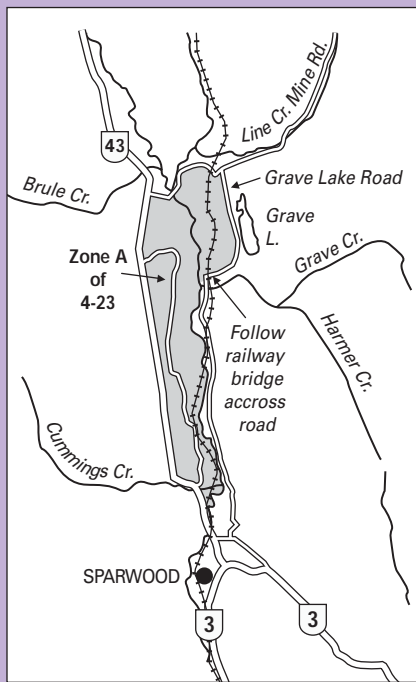 Line Cr. Mine Rd.
43
Grave Lake Road
Brule Cr.
Grave
L.
Zone A
of
4-23
Grave Cr.
Follow
railway
bridge
accross
road
Harmer Cr.
Cummings Cr.
SPARWOOD
3
3